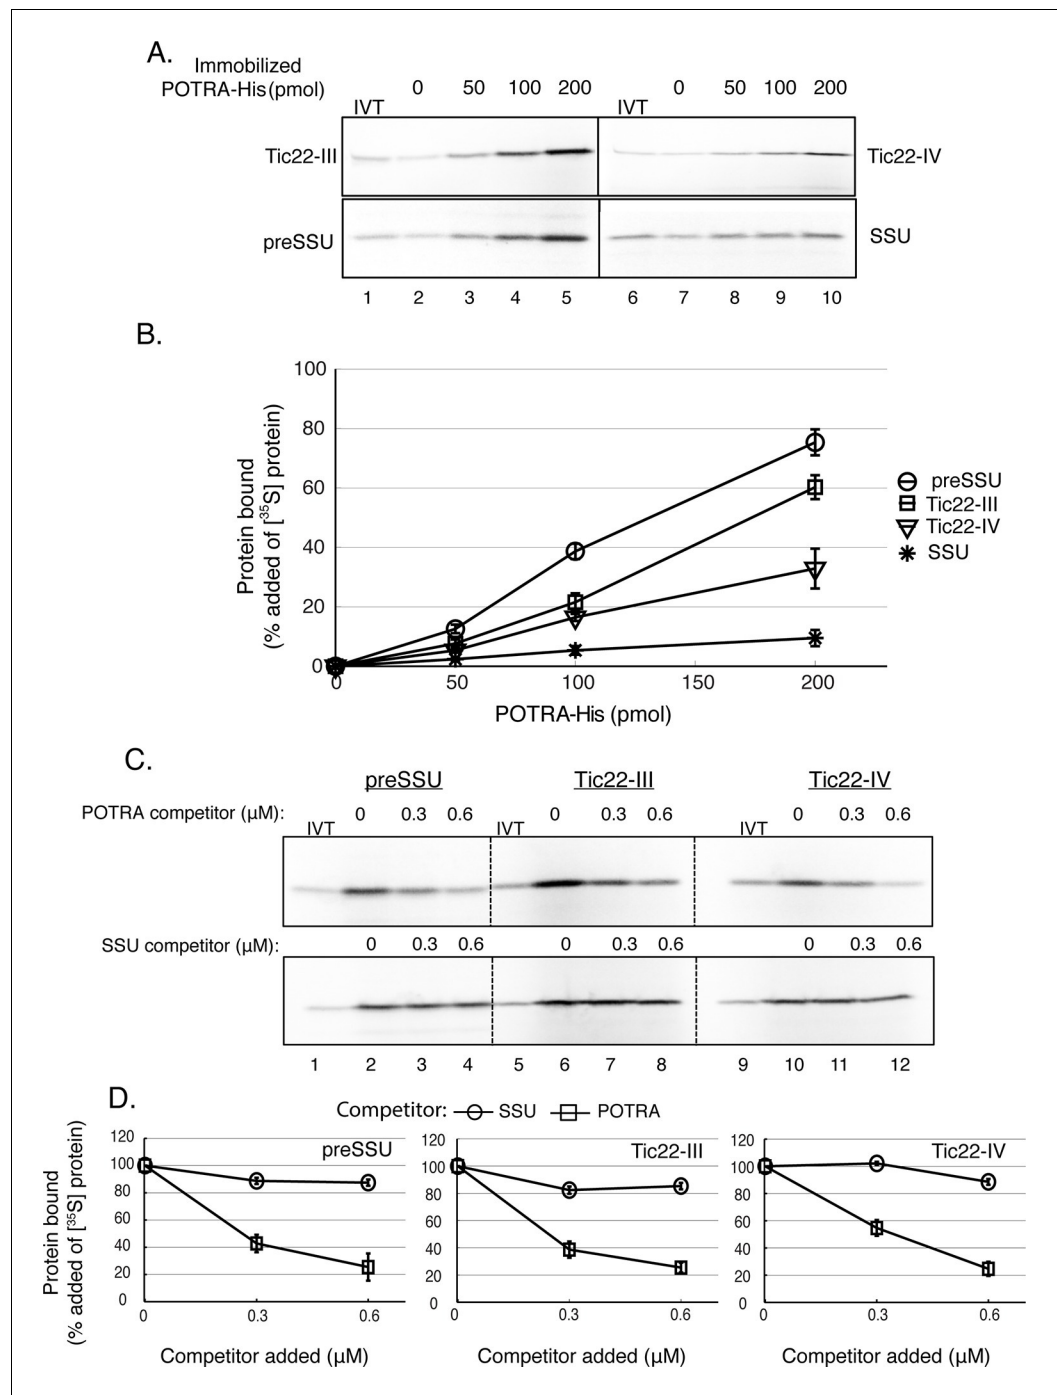 A.
Immobilized
POTRA-His (pmol) 0 50 100 200 0 50 100 200
IVT IVT
Tic22-III Tic22-IV
preSSU SSU
1 2 3 4 5 6 7 8 9 10
B.
100
80
60
40
20
0
0 50 100 150 200
Protein bound
(% added of [35S] protein)
POTRA-His (pmol)
preSSU
Tic22-III
Tic22-IV
SSU
C.
preSSU Tic22-III Tic22-IV
POTRA competitor (µM): 0 0.3 0.6 0 0.3 0.6 0 0.3 0.6
IVT IVT IVT
SSU competitor (µM): 0 0.3 0.6 0 0.3 0.6 0 0.3 0.6
1 2 3 4 5 6 7 8 9 10 11 12
D.
Competitor: SSU POTRA
Protein bound
(% added of [35S] protein)
preSSU
120
100
80
60
40
20
0
0 0.3 0.6
Competitor added (µM)
Tic22-III
120
100
80
60
40
20
0
0 0.3 0.6
Competitor added (µM)
Tic22-IV
120
100
80
60
40
20
0
0 0.3 0.6
Competitor added (µM)